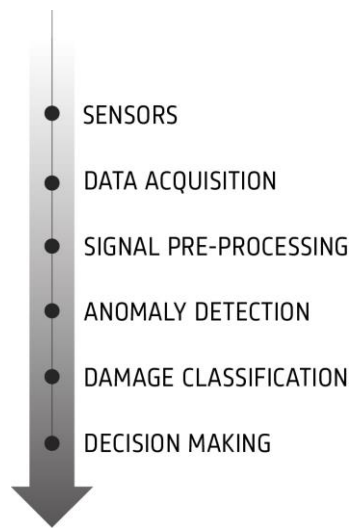 SENSORS
DATA ACQUISITION
SIGNAL PRE-PROCESSING
ANOMALY DETECTION
DAMAGE CLASSIFICATION
DECISION MAKING